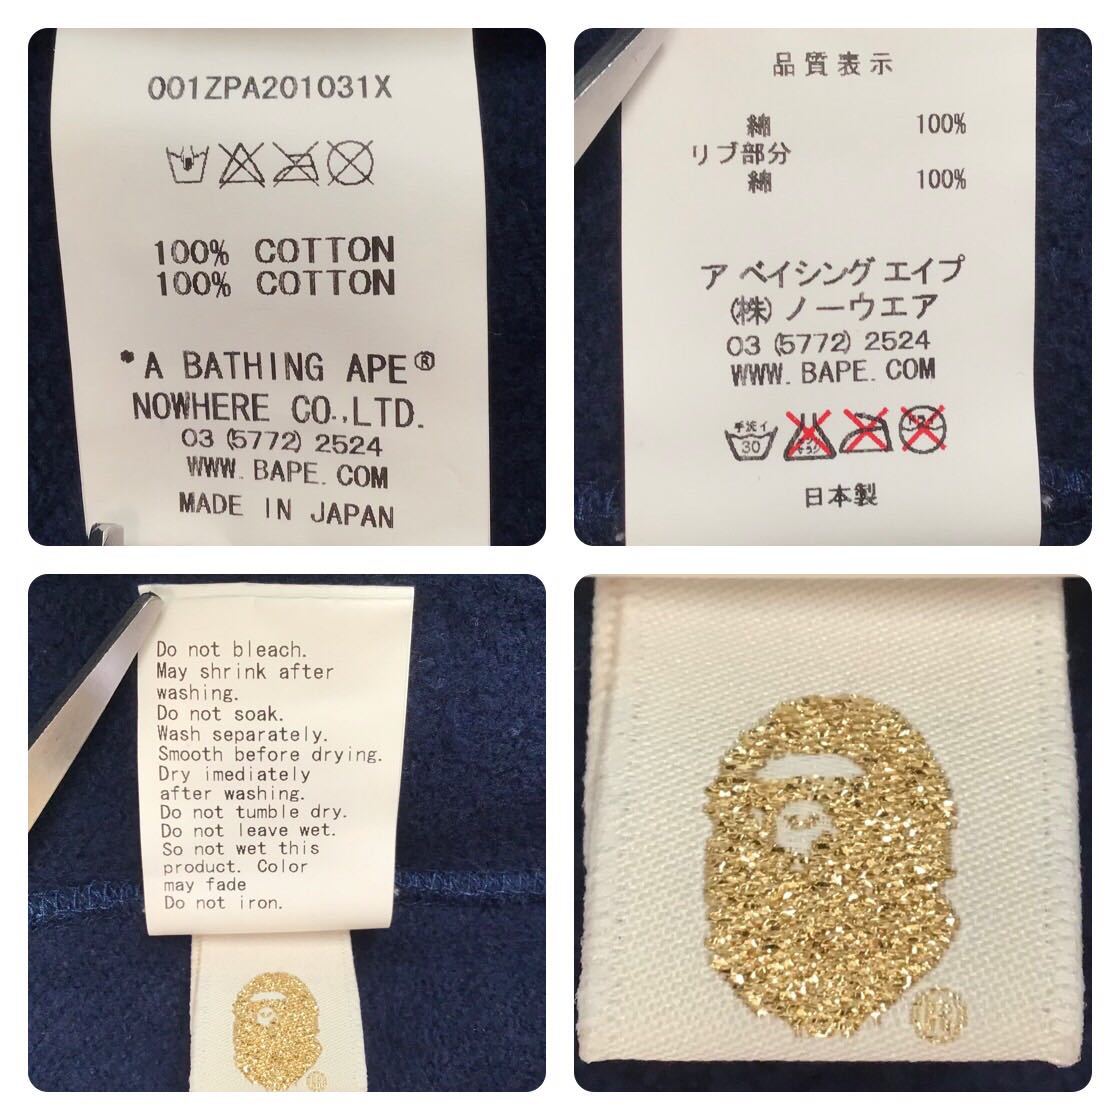 001ZPA201031X
100% COTTON
100% COTTON
*A BATHING APE®
NOWHERE CO.,LTD.
03 (5772) 2524
WWW.BAPE.COM
MADE IN JAPAN
品質表示
綿 100%
リブ部分
綿 100%
ア ベイシング エイプ
(株) ノーウエア
03 (5772) 2524
WWW.BAPE.COM
手洗イ
30
日本製
Do not bleach.
May shrink after
washing.
Do not soak.
Wash separately.
Smooth before drying.
Dry imediately
after washing.
Do not tumble dry.
Do not leave wet.
So not wet this
product. Color
may fade
Do not iron.
®